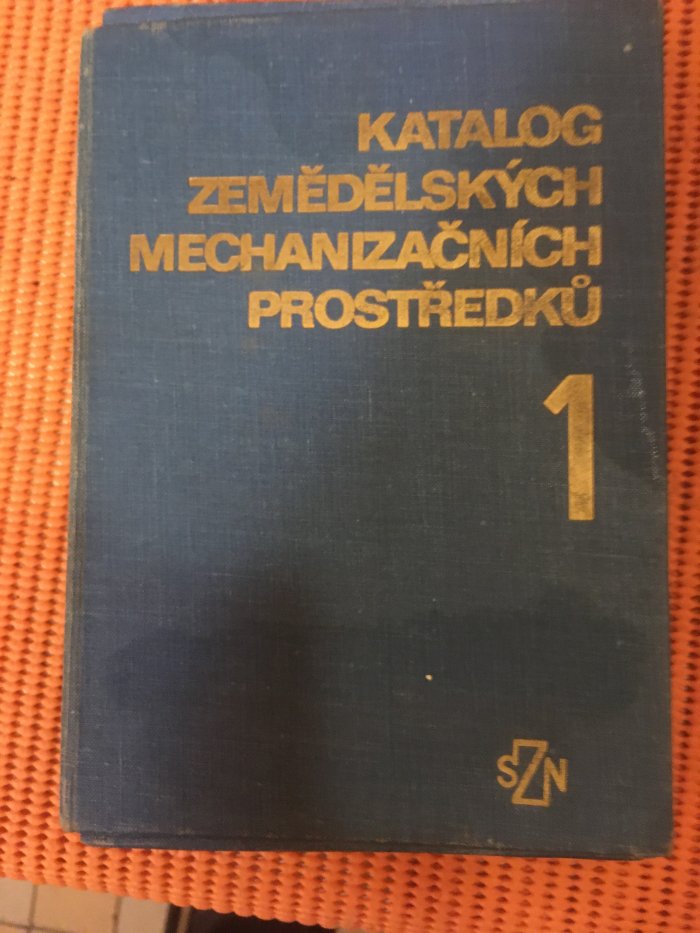 KATALOG
ZEMĚDĚLSKÝCH
MECHANIZAČNÍCH
PROSTŘEDKŮ
1
SZN